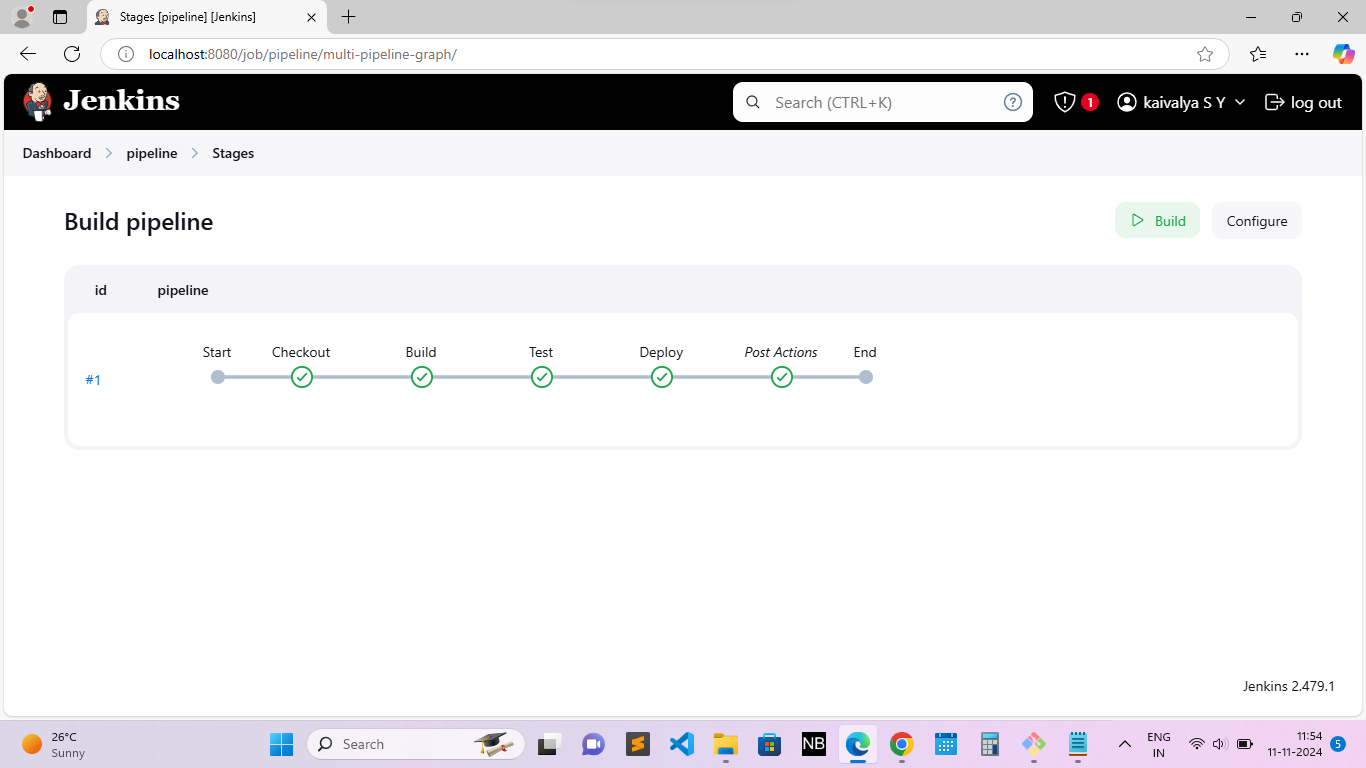 Stages [pipeline] [Jenkins]
localhost:8080/job/pipeline/multi-pipeline-graph/
Jenkins
Search (CTRL+K)
?
1
kaivalya S Y
log out
Dashboard
pipeline
Stages
Build pipeline
Build
Configure
id
pipeline
Start
Checkout
Build
Test
Deploy
Post Actions
End
#1
Jenkins 2.479.1
26°C
Sunny
Search
NB
ENG
IN
11:54
11-11-2024
5